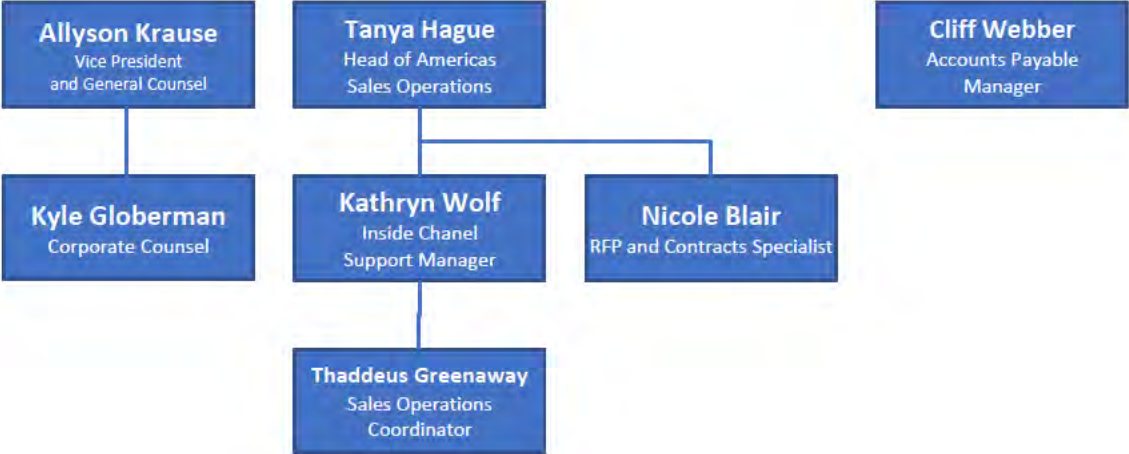 Allyson Krause
Vice President
and General Counsel
Tanya Hague
Head of Americas
Sales Operations
Cliff Webber
Accounts Payable
Manager
Kyle Globerman
Corporate Counsel
Kathryn Wolf
Inside Chanel
Support Manager
Nicole Blair
RFP and Contracts Specialist
Thaddeus Greenaway
Sales Operations
Coordinator